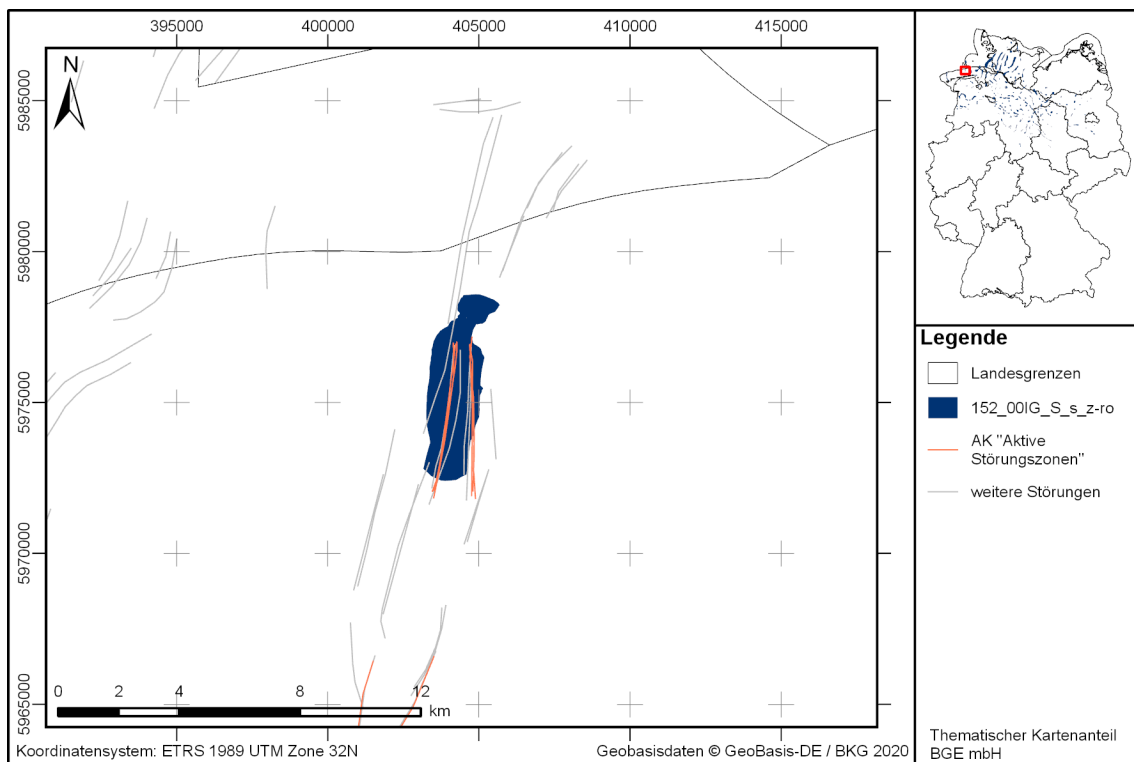 395000
400000
405000
410000
415000
N
5985000
5980000
5975000
5970000
5965000
0
2
4
8
12
km
Koordinatensystem: ETRS 1989 UTM Zone 32N
Geobasisdaten © GeoBasis-DE / BKG 2020
Legende
Landesgrenzen
152_00IG_S_s_z-ro
AK "Aktive
Störungszonen"
weitere Störungen
Thematischer Kartenanteil
BGE mbH